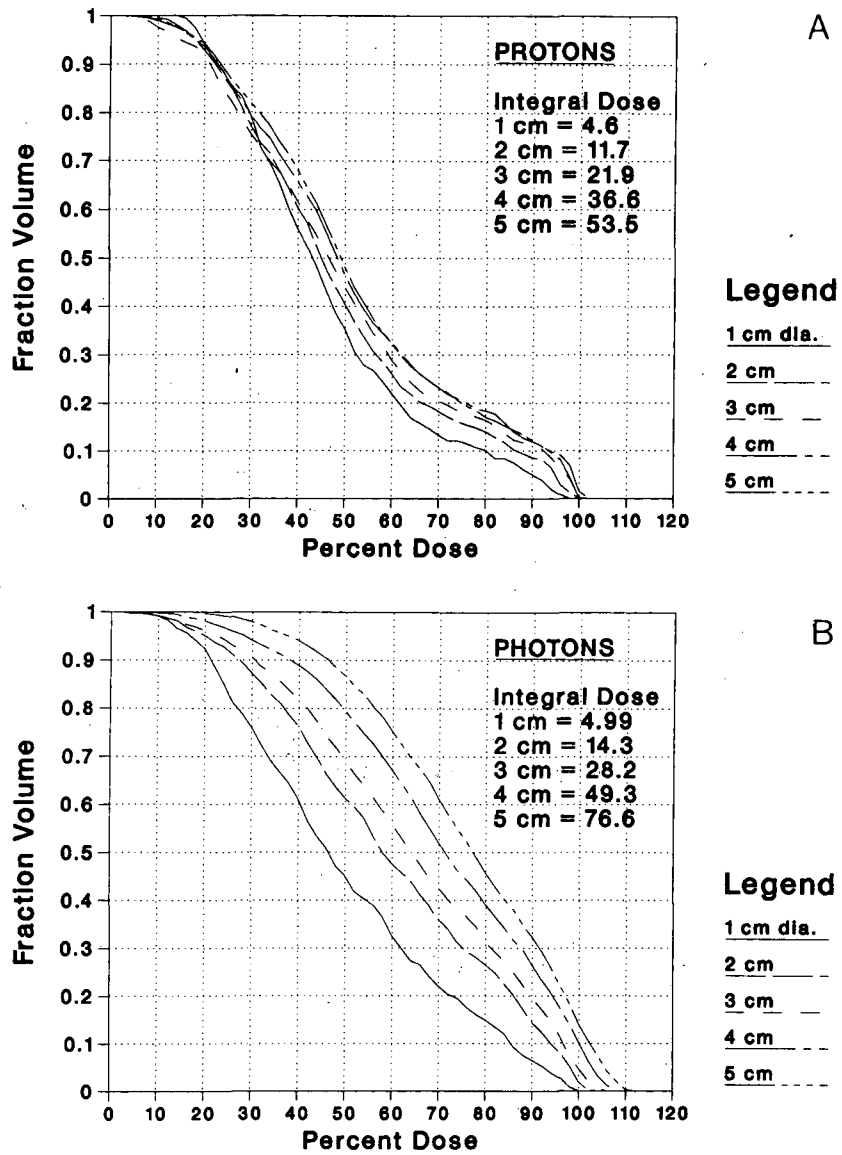 A
1
0.9
0.8
0.7
0.6
0.5
0.4
0.3
0.2
0.1
0
Fraction Volume
PROTONS
Integral Dose
1 cm = 4.6
2 cm = 11.7
3 cm = 21.9
4 cm = 36.6
5 cm = 53.5
0 10 20 30 40 50 60 70 80 90 100 110 120
Percent Dose
Legend
1 cm dia.
2 cm
3 cm
4 cm
5 cm
B
1
0.9
0.8
0.7
0.6
0.5
0.4
0.3
0.2
0.1
0
Fraction Volume
PHOTONS
Integral Dose
1 cm = 4.99
2 cm = 14.3
3 cm = 28.2
4 cm = 49.3
5 cm = 76.6
0 10 20 30 40 50 60 70 80 90 100 110 120
Percent Dose
Legend
1 cm dia.
2 cm
3 cm
4 cm
5 cm